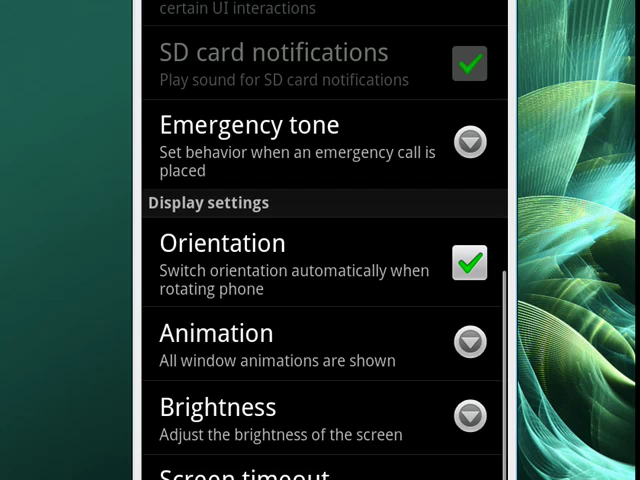 certain UI interactions
SD card notifications
Play sound for SD card notifications
Emergency tone
Set behavior when an emergency call is
placed
Display settings
Orientation
Switch orientation automatically when
rotating phone
Animation
All window animations are shown
Brightness
Adjust the brightness of the screen
Screen timeout